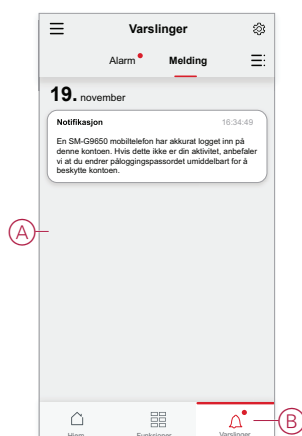 Varslinger
Alarm Melding
19. november
Notifikasjon 16:34:49
En SM-G9650 mobiltelefon har akkurat logget inn på
denne kontoen. Hvis dette ikke er din aktivitet, anbefaler
vi at du endrer påloggingspassordet umiddelbart for å
beskytte kontoen.
A
B
Hjem Funksjoner Varslinger